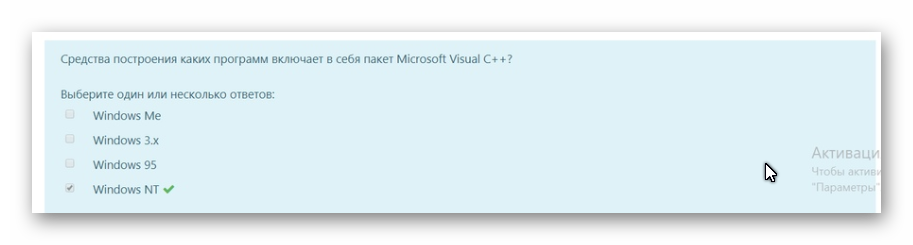 Средства построения каких программ включает в себя пакет Microsoft Visual C++?
Выберите один или несколько ответов:
Windows Me
Windows 3.x
Windows 95
Windows NT
Активаци
Чтобы активи
"Параметры"